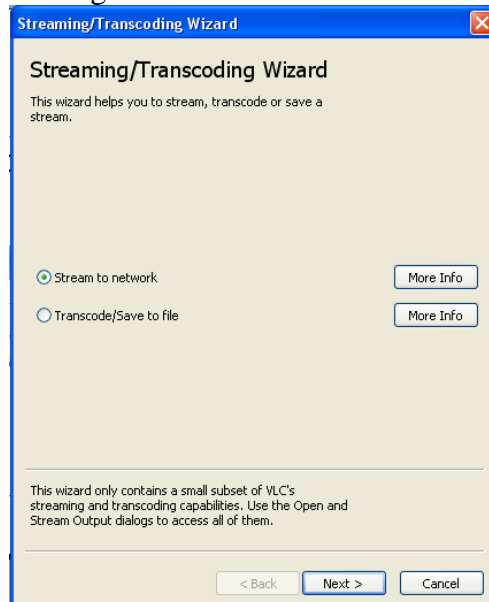 Streaming/Transcoding Wizard
Streaming/Transcoding Wizard
This wizard helps you to stream, transcode or save a
stream.
Stream to network
More Info
Transcode/Save to file
More Info
This wizard only contains a small subset of VLC's
streaming and transcoding capabilities. Use the Open and
Stream Output dialogs to access all of them.
< Back
Next >
Cancel